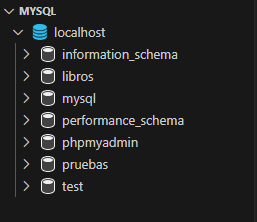 MYSQL
localhost
information_schema
libros
mysql
performance_schema
phpmyadmin
pruebas
test